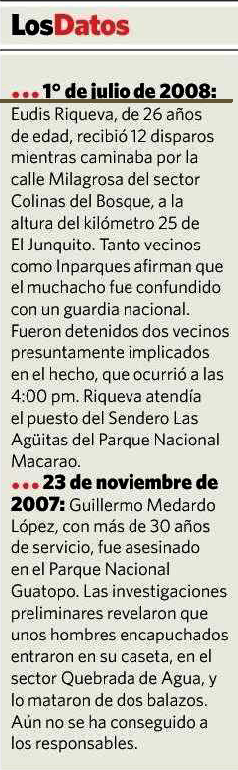 LosDatos
... 1° de julio de 2008:
Eudis Riqueva, de 26 años
de edad, recibió 12 disparos
mientras caminaba por la
calle Milagrosa del sector
Colinas del Bosque, a la
altura del kilómetro 25 de
El Junquito. Tanto vecinos
como Inparques afirman que
el muchacho fue confundido
con un guardia nacional.
Fueron detenidos dos vecinos
presuntamente implicados
en el hecho, que ocurrió a las
4:00 pm. Riqueva atendía
el puesto del Sendero Las
Agüitas del Parque Nacional
Macarao.
... 23 de noviembre de
2007: Guillermo Medardo
López, con más de 30 años
de servicio, fue asesinado
en el Parque Nacional
Guatopo. Las investigaciones
preliminares revelaron que
unos hombres encapuchados
entraron en su caseta, en el
sector Quebrada de Agua, y
lo mataron de dos balazos.
Aún no se ha conseguido a
los responsables.